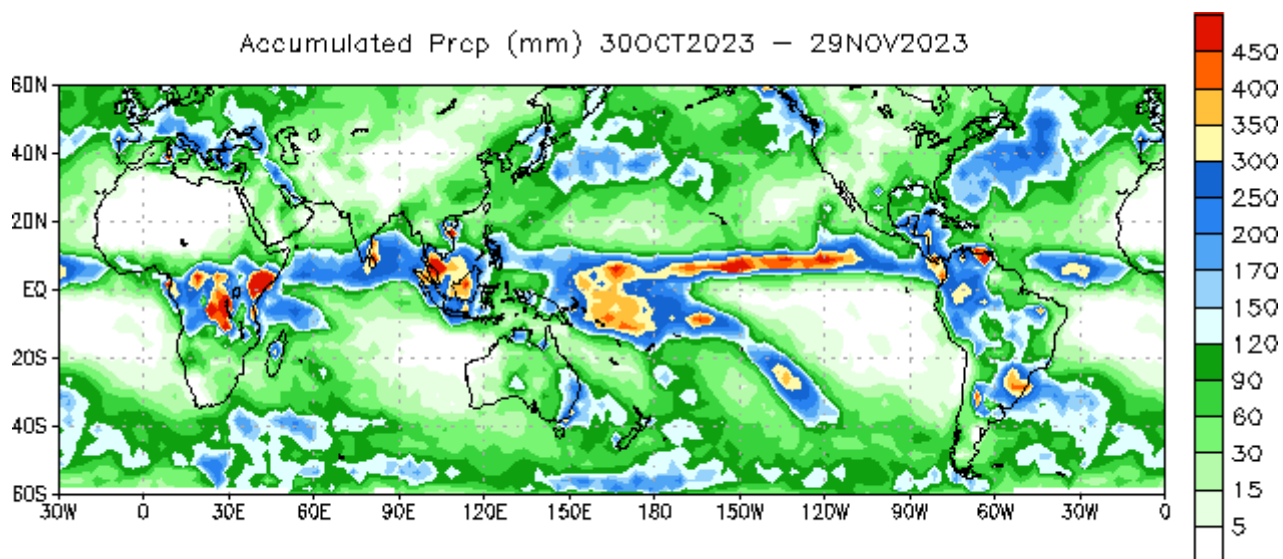 Accumulated Prcp (mm) 30OCT2023 – 29NOV2023
60N
40N
20N
EQ
20S
40S
60S
30W 0 30E 60E 90E 120E 150E 180 150W 120W 90W 60W 30W 0
450
400
350
300
250
200
170
150
120
90
60
30
15
5